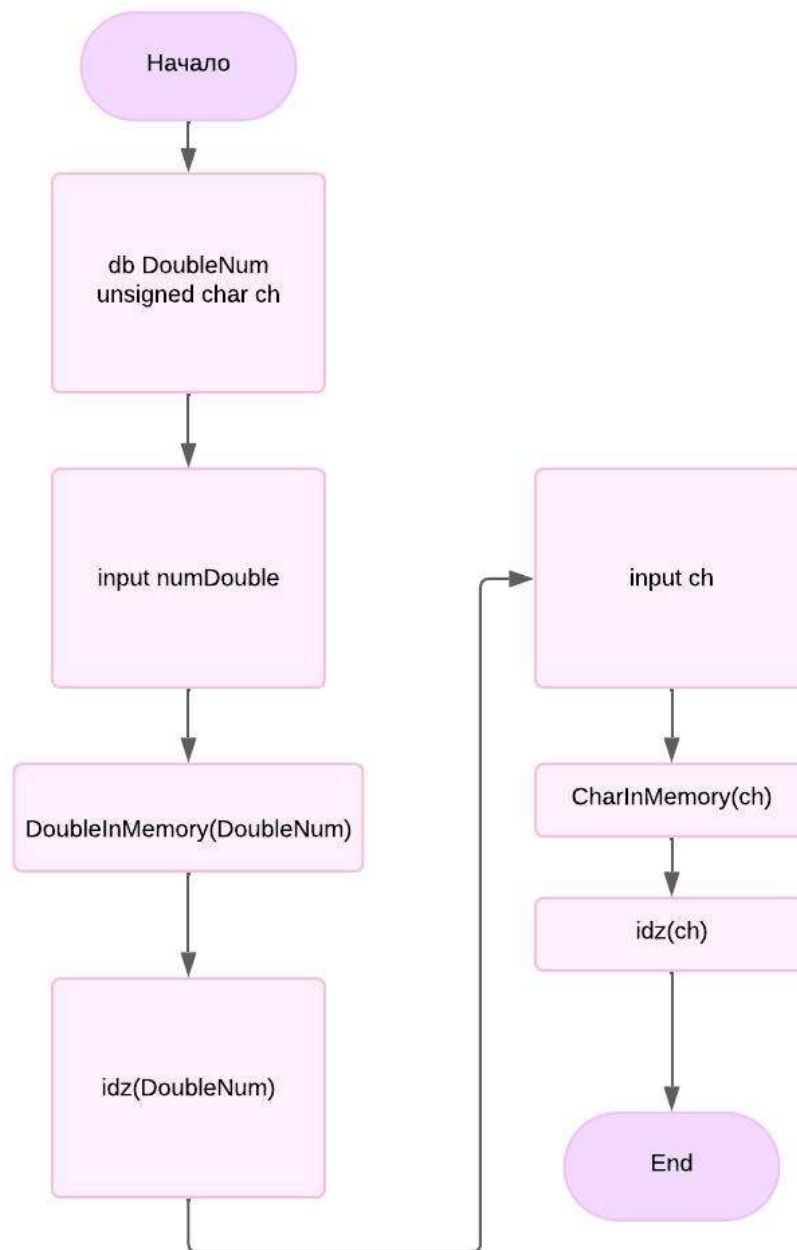 Начало
db DoubleNum
unsigned char ch
input numDouble
DoubleInMemory(DoubleNum)
idz(DoubleNum)
input ch
CharInMemory(ch)
idz(ch)
End